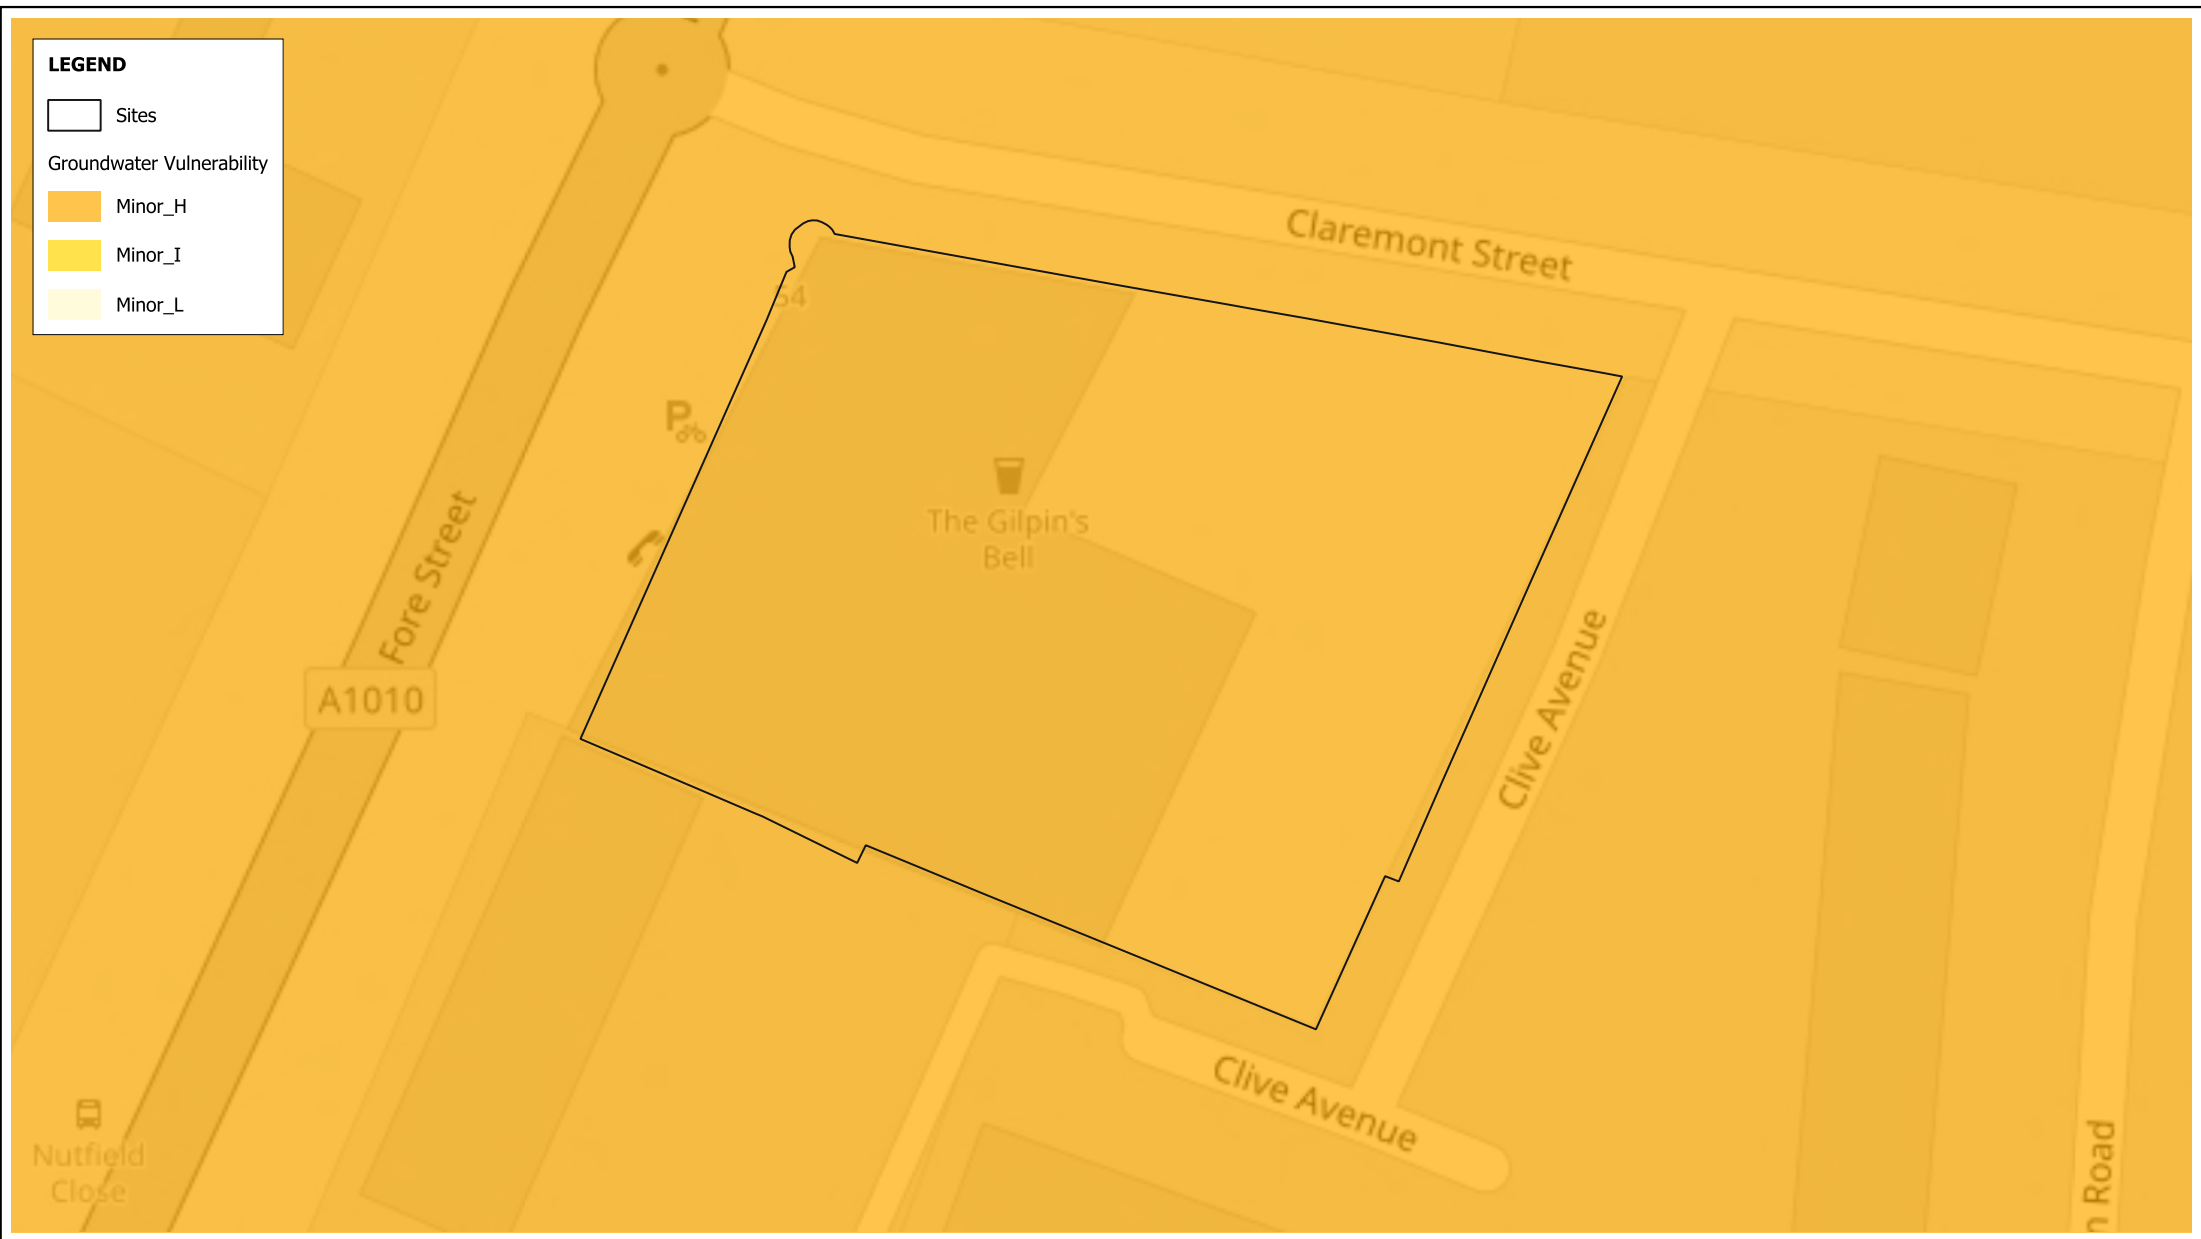 LEGEND
Sites
Groundwater Vulnerability
Minor_H
Minor_I
Minor_L
Claremont Street
54
P
The Gilpin's
Bell
Fore Street
A1010
Clive Avenue
Clive Avenue
Nutfield
Close
Road